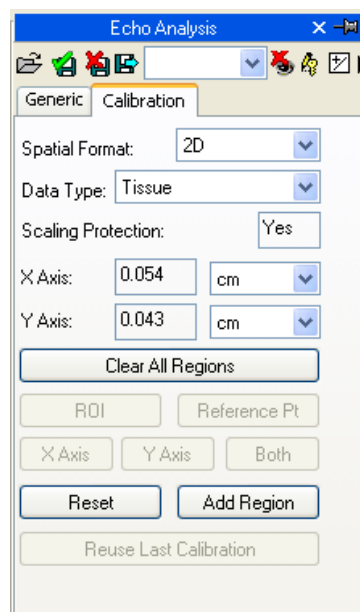 Echo Analysis
Generic Calibration
Spatial Format: 2D
Data Type: Tissue
Scaling Protection: Yes
X Axis: 0.054 cm
Y Axis: 0.043 cm
Clear All Regions
ROI Reference Pt
X Axis Y Axis Both
Reset Add Region
Reuse Last Calibration